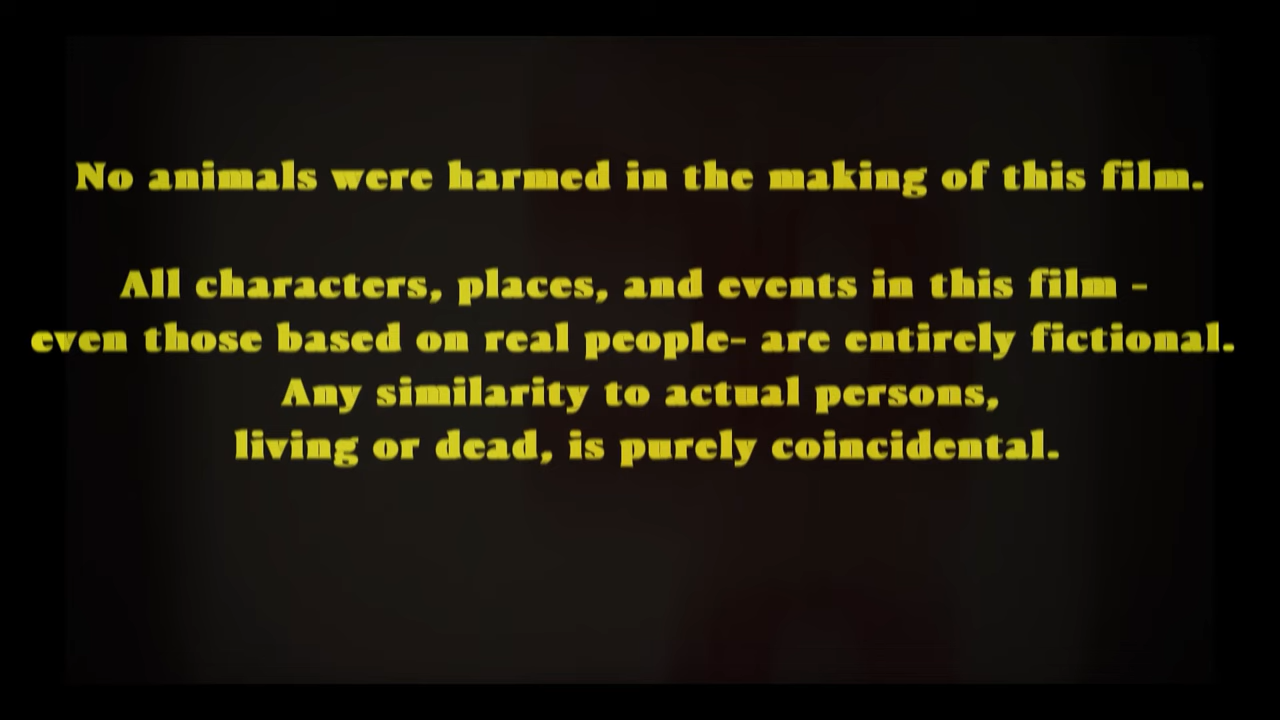 No animals were harmed in the making of this film.
All characters, places, and events in this film -
even those based on real people- are entirely fictional.
Any similarity to actual persons,
living or dead, is purely coincidental.